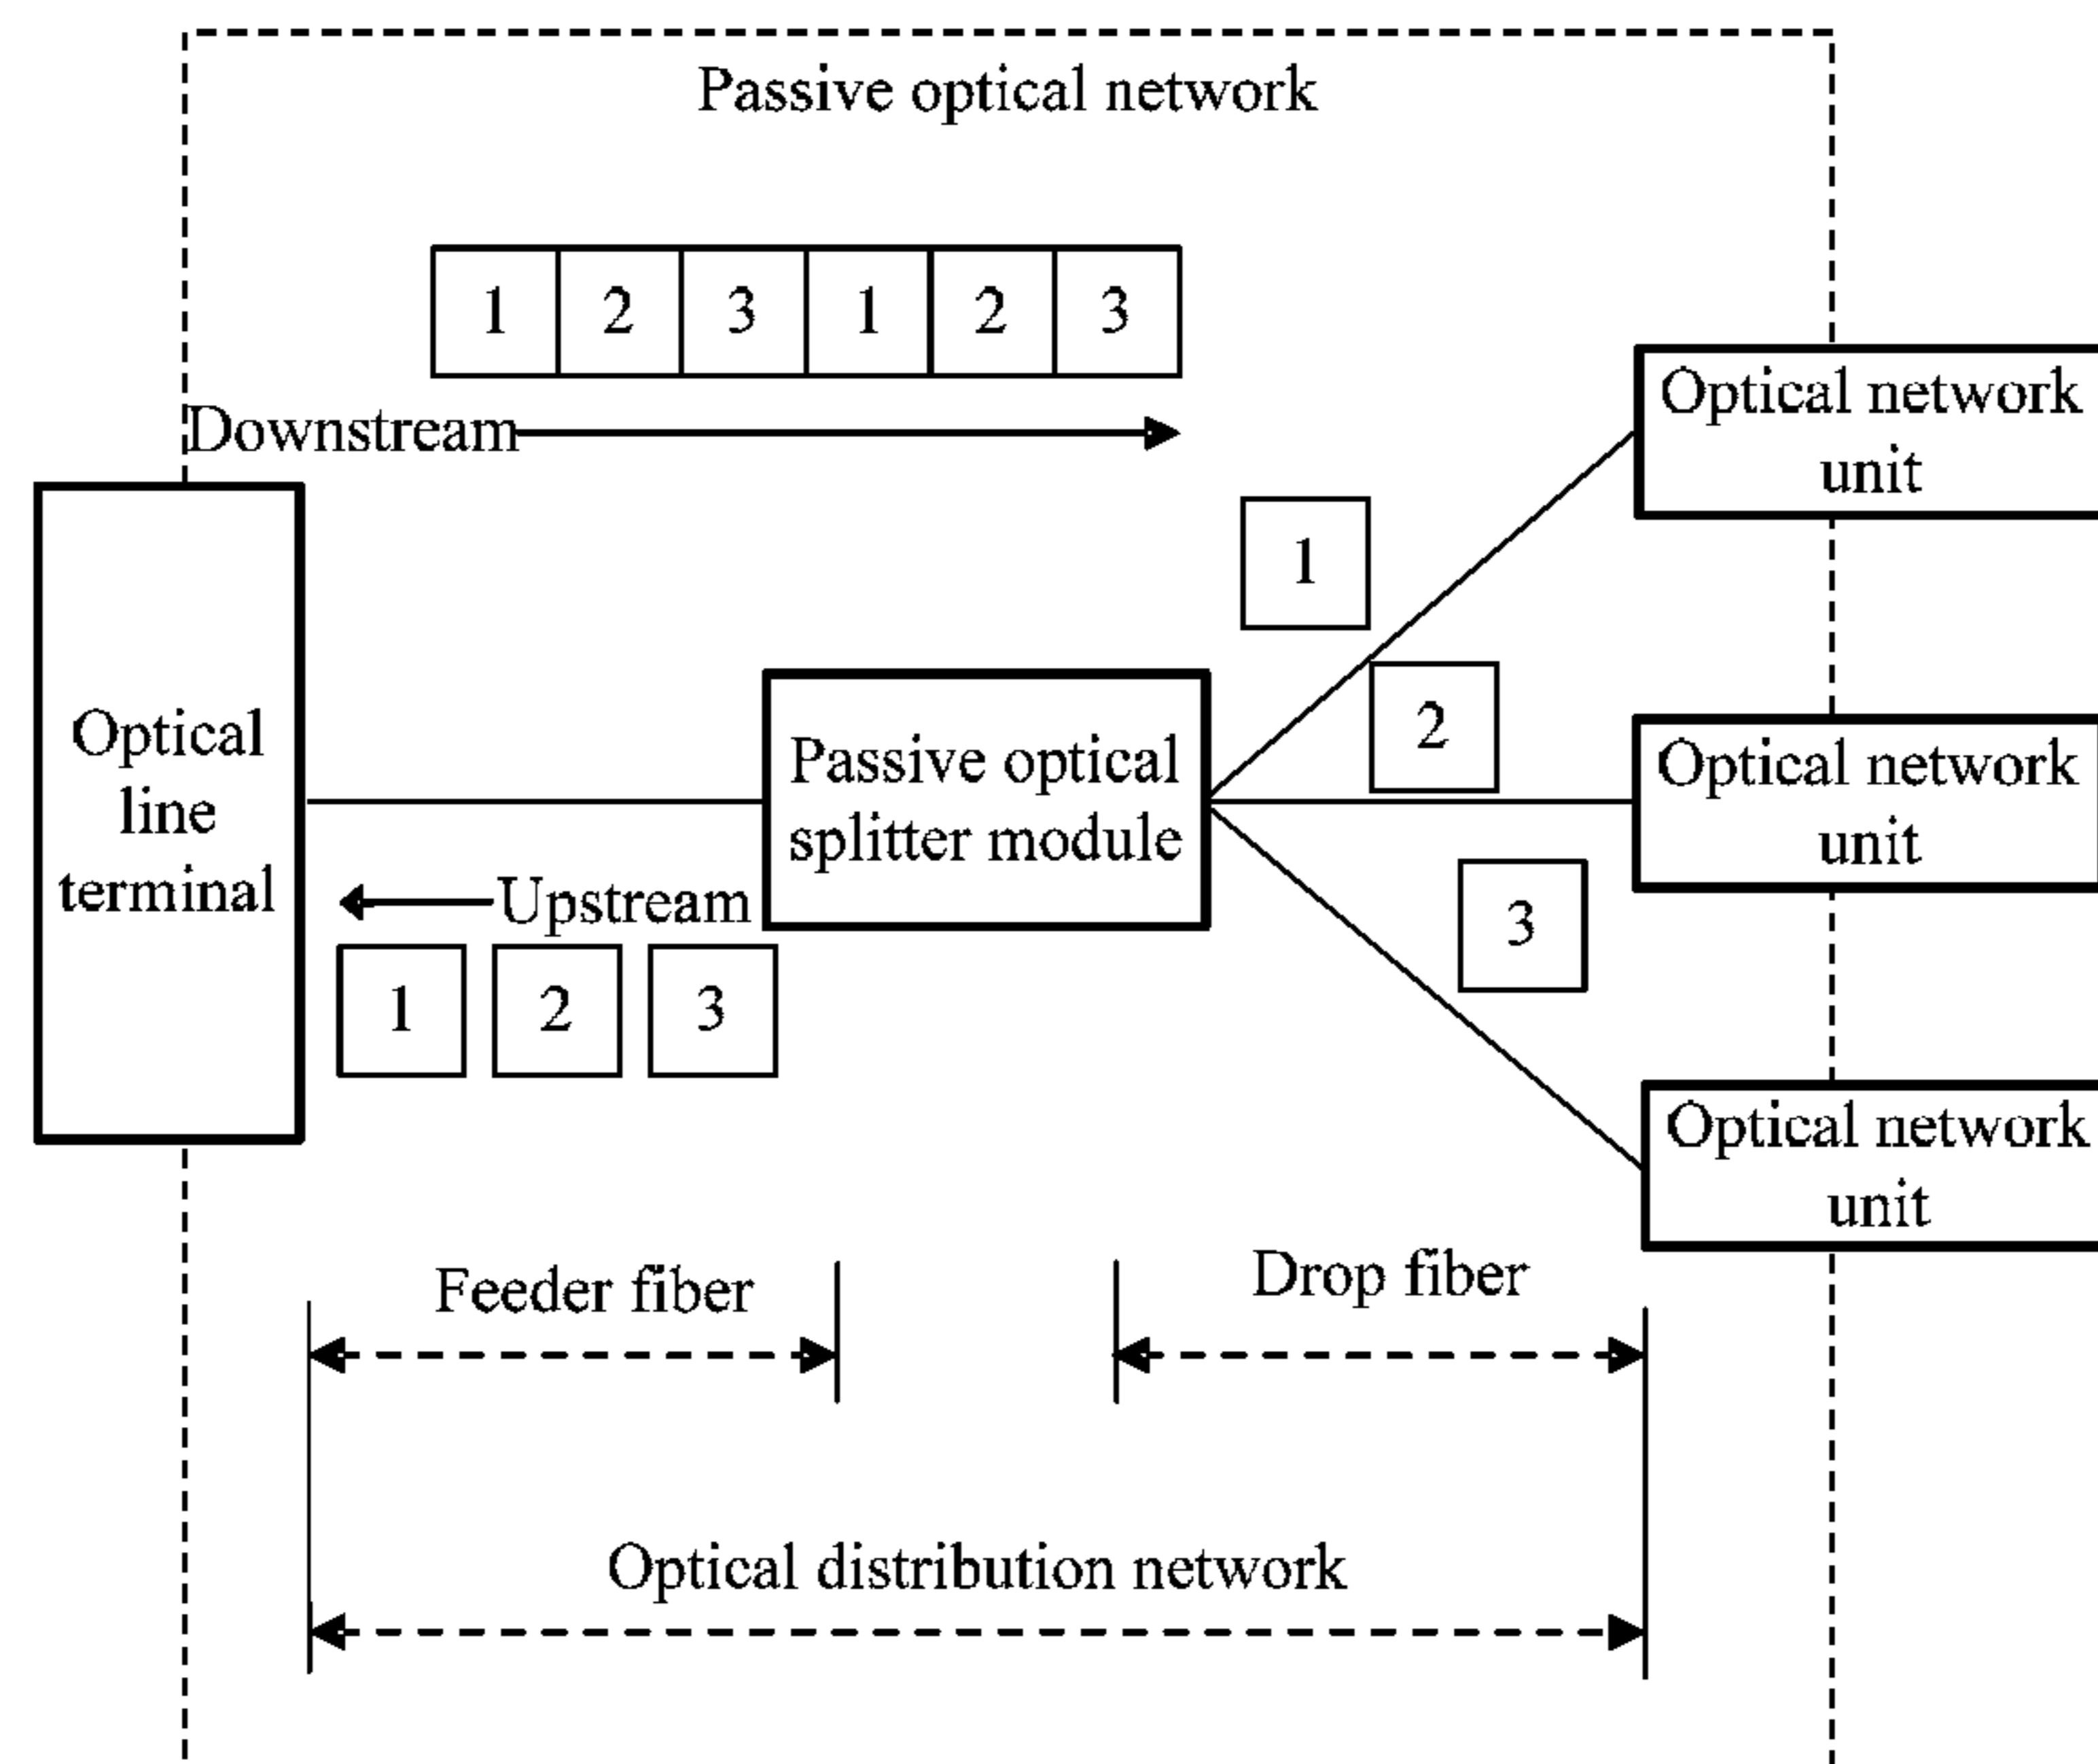 Passive optical network
1 2 3 1 2 3
Downstream
Optical network
unit
1
2
Optical
line
terminal
Passive optical
splitter module
Optical network
unit
Upstream
3
1 2 3
Optical network
unit
Feeder fiber
Drop fiber
Optical distribution network